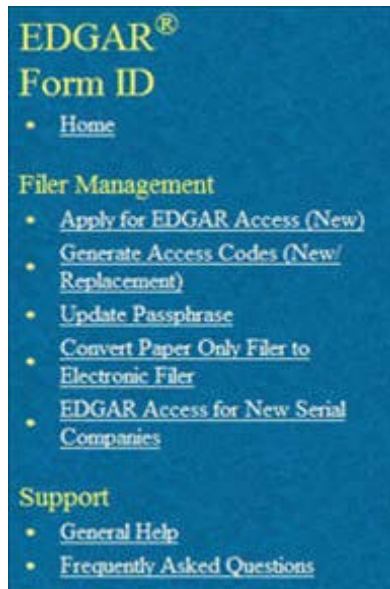 EDGAR®
Form ID
• Home
Filer Management
• Apply for EDGAR Access (New)
• Generate Access Codes (New/
Replacement)
• Update Passphrase
• Convert Paper Only Filer to
Electronic Filer
• EDGAR Access for New Serial
Companies
Support
• General Help
• Frequently Asked Questions